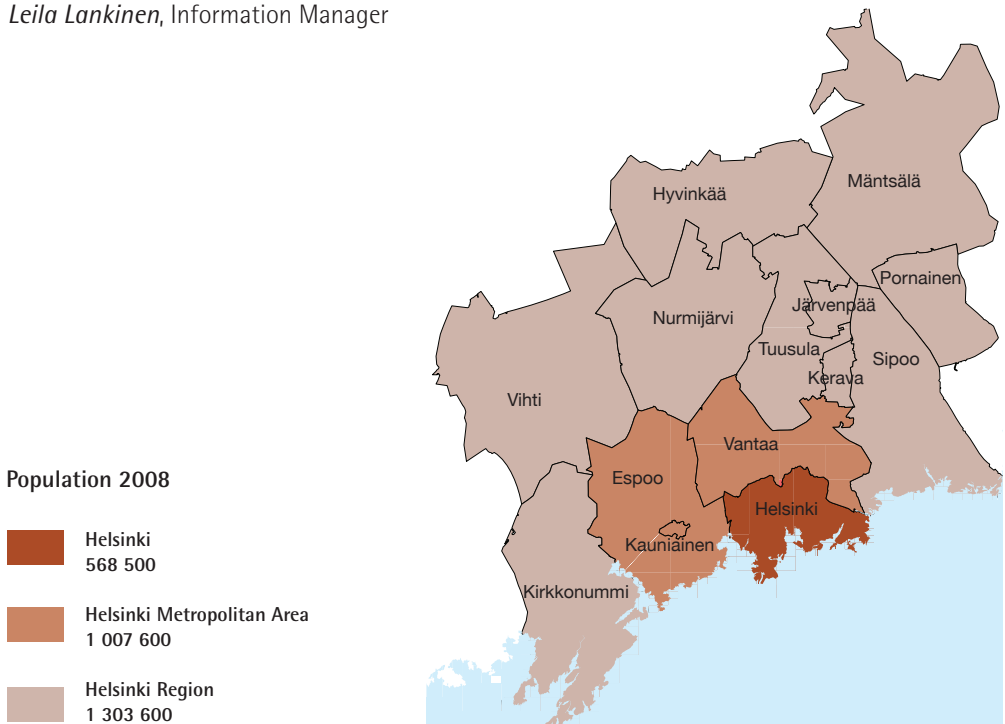 Leila Lankinen, Information Manager
Mäntsälä
Hyvinkää
Pornainen
Järvenpää
Nurmijärvi
Tuusula
Sipoo
Kerava
Vihti
Vantaa
Espoo
Helsinki
Kauniainen
Kirkkonummi
Population 2008
Helsinki
568 500
Helsinki Metropolitan Area
1 007 600
Helsinki Region
1 303 600